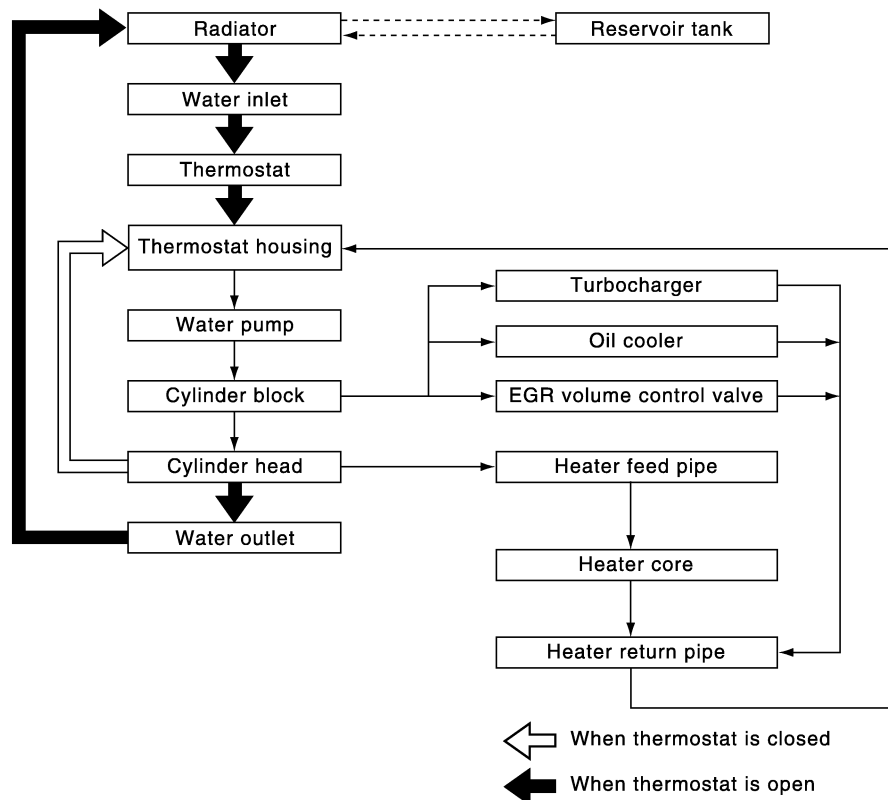 Radiator
Reservoir tank
Water inlet
Thermostat
Thermostat housing
Turbocharger
Water pump
Oil cooler
Cylinder block
EGR volume control valve
Cylinder head
Heater feed pipe
Water outlet
Heater core
Heater return pipe
When thermostat is closed
When thermostat is open